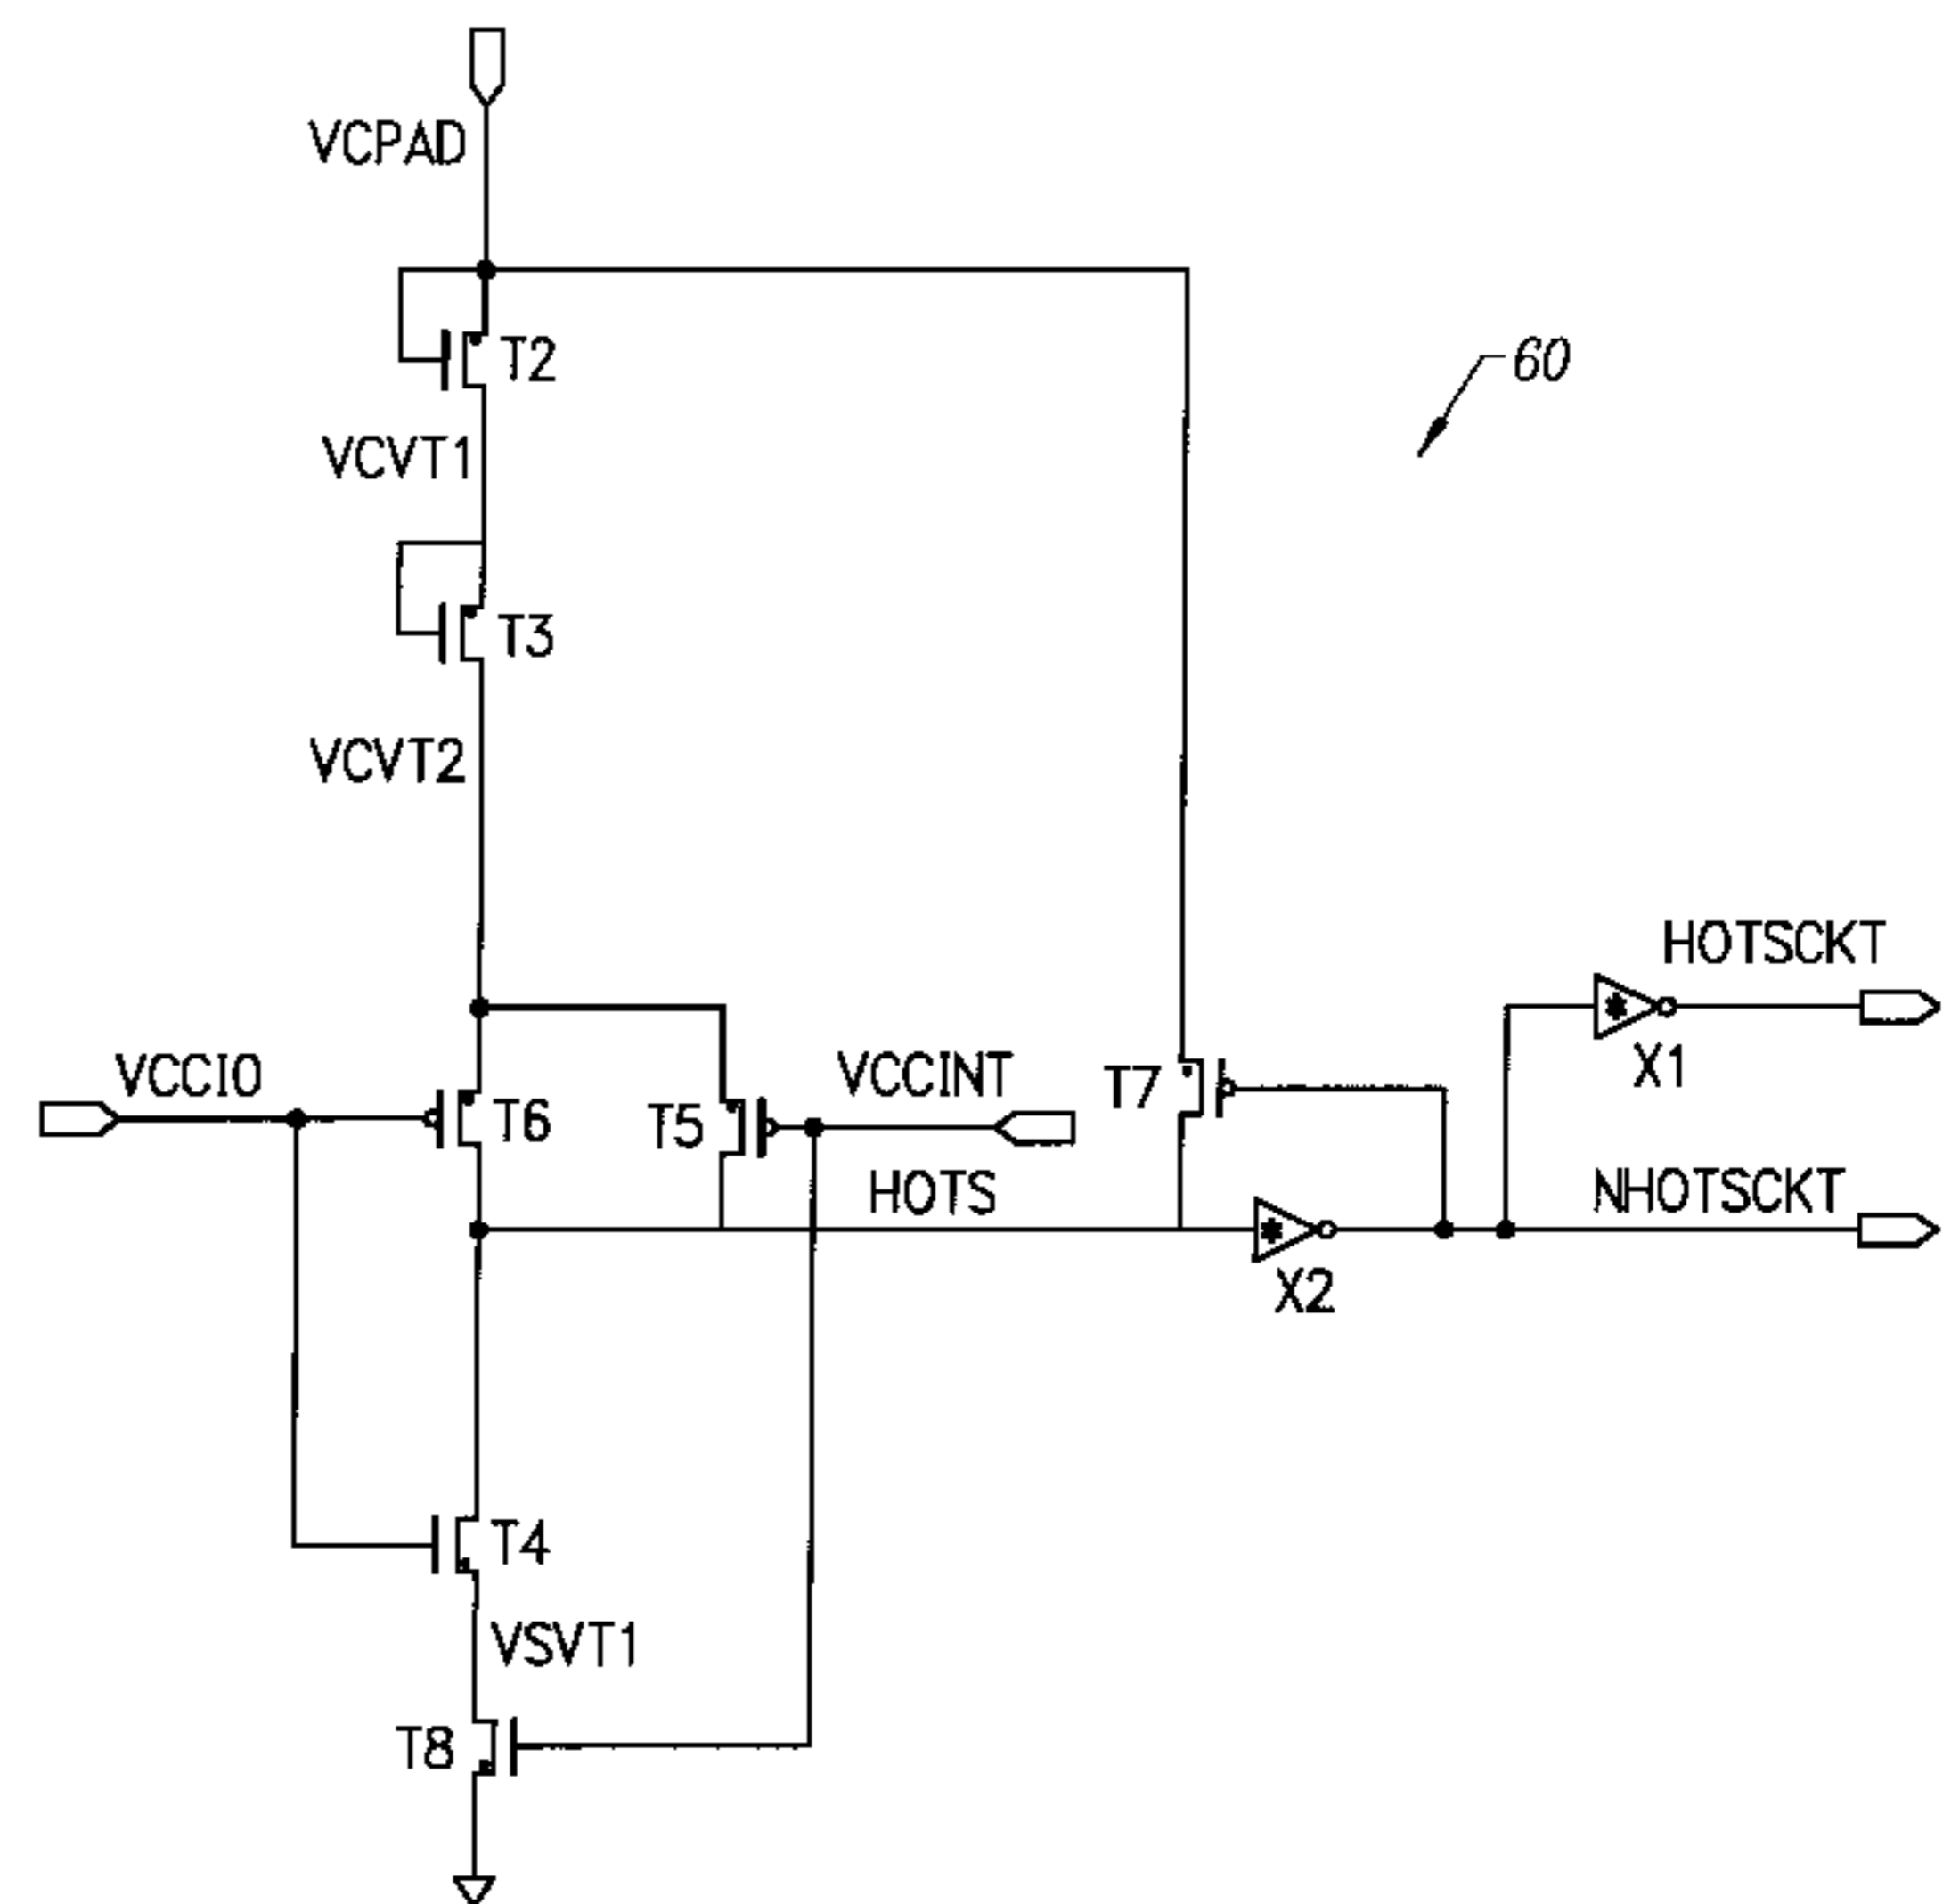 VCPAD
T2
60
VCVT1
T3
VCVT2
HOTSCKT
X1
VCCIO
T6
T5
VCCINT
T7
HOTS
NHOTSCKT
X2
T4
VSVT1
T8